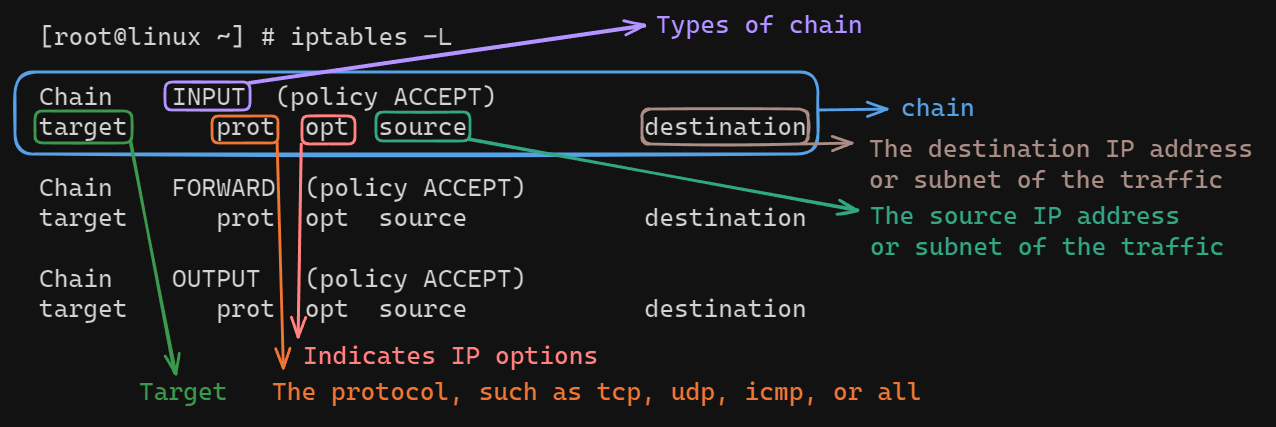 [root@linux ~] # iptables -L
Types of chain
Chain INPUT (policy ACCEPT)
target prot opt source destination
chain
The destination IP address
or subnet of the traffic
Chain FORWARD (policy ACCEPT)
target prot opt source destination
The source IP address
or subnet of the traffic
Chain OUTPUT (policy ACCEPT)
target prot opt source destination
Indicates IP options
Target
The protocol, such as tcp, udp, icmp, or all